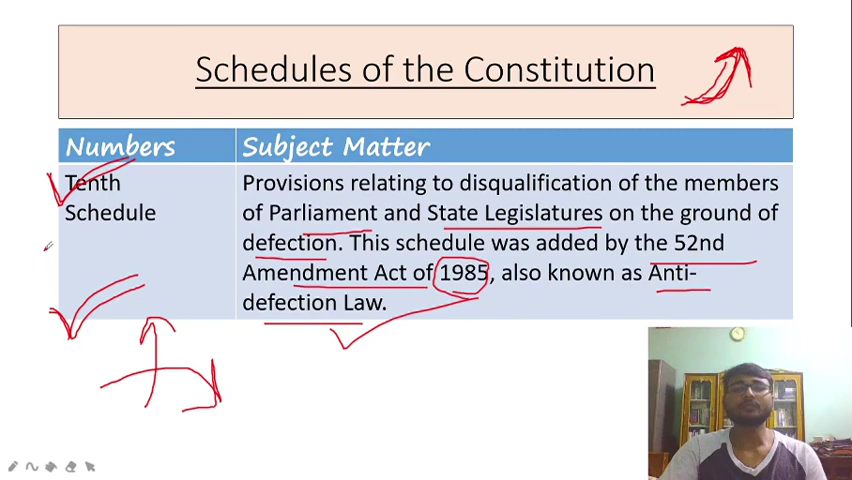 Schedules of the Constitution
Numbers
Subject Matter
Tenth
Schedule
Provisions relating to disqualification of the members
of Parliament and State Legislatures on the ground of
defection. This schedule was added by the 52nd
Amendment Act of 1985, also known as Anti-
defection Law.